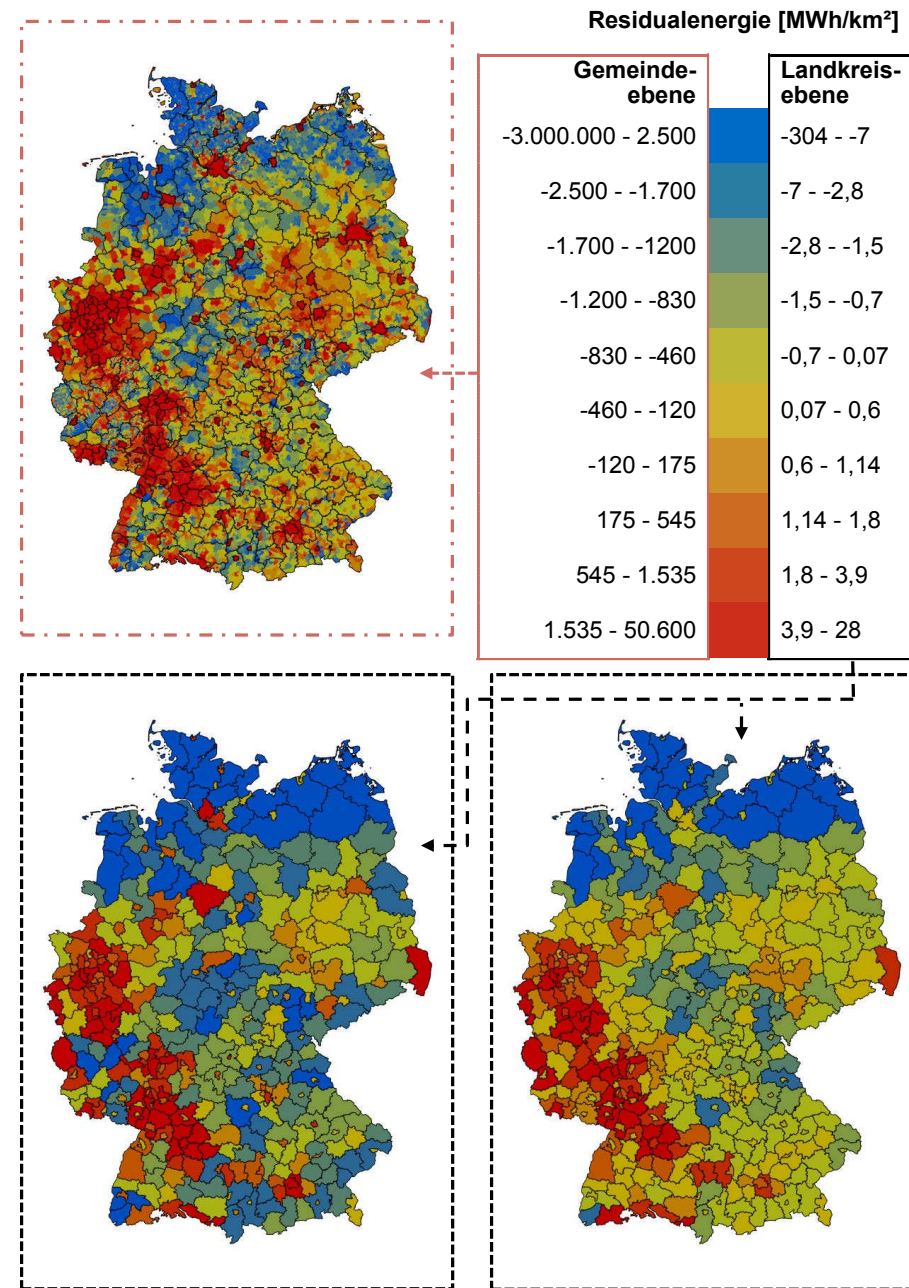 Residualenergie [MWh/km²]
Gemeinde-
ebene
Landkreis-
ebene
-3.000.000 - 2.500
-304 - -7
-2.500 - -1.700
-7 - -2,8
-1.700 - -1200
-2,8 - -1,5
-1.200 - -830
-1,5 - -0,7
-830 - -460
-0,7 - 0,07
-460 - -120
0,07 - 0,6
-120 - 175
0,6 - 1,14
175 - 545
1,14 - 1,8
545 - 1.535
1,8 - 3,9
1.535 - 50.600
3,9 - 28